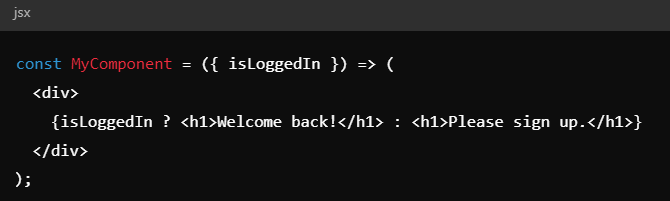 jsx
const MyComponent = ({ isLoggedIn }) => (
  <div>
    {isLoggedIn ? <h1>Welcome back!</h1> : <h1>Please sign up.</h1>}
  </div>
);